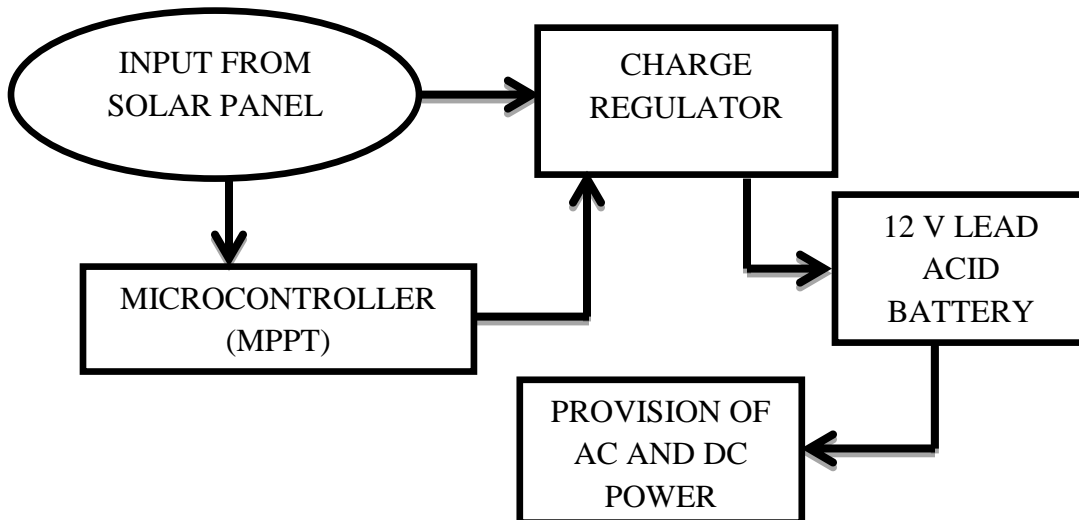 INPUT FROM
SOLAR PANEL
CHARGE
REGULATOR
MICROCONTROLLER
(MPPT)
12 V LEAD
ACID
BATTERY
PROVISION OF
AC AND DC
POWER